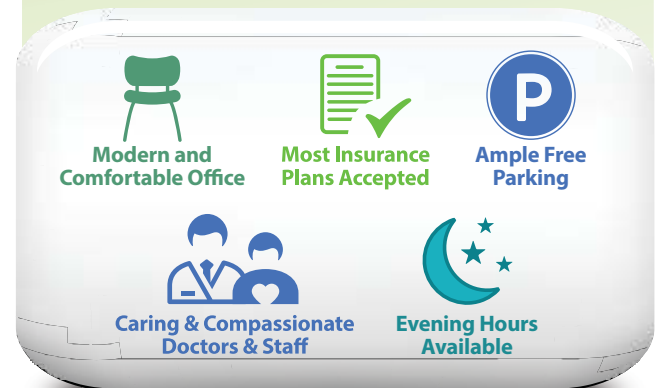 P
Modern and
Comfortable Office
Most Insurance
Plans Accepted
Ample Free
Parking
Caring & Compassionate
Doctors & Staff
Evening Hours
Available